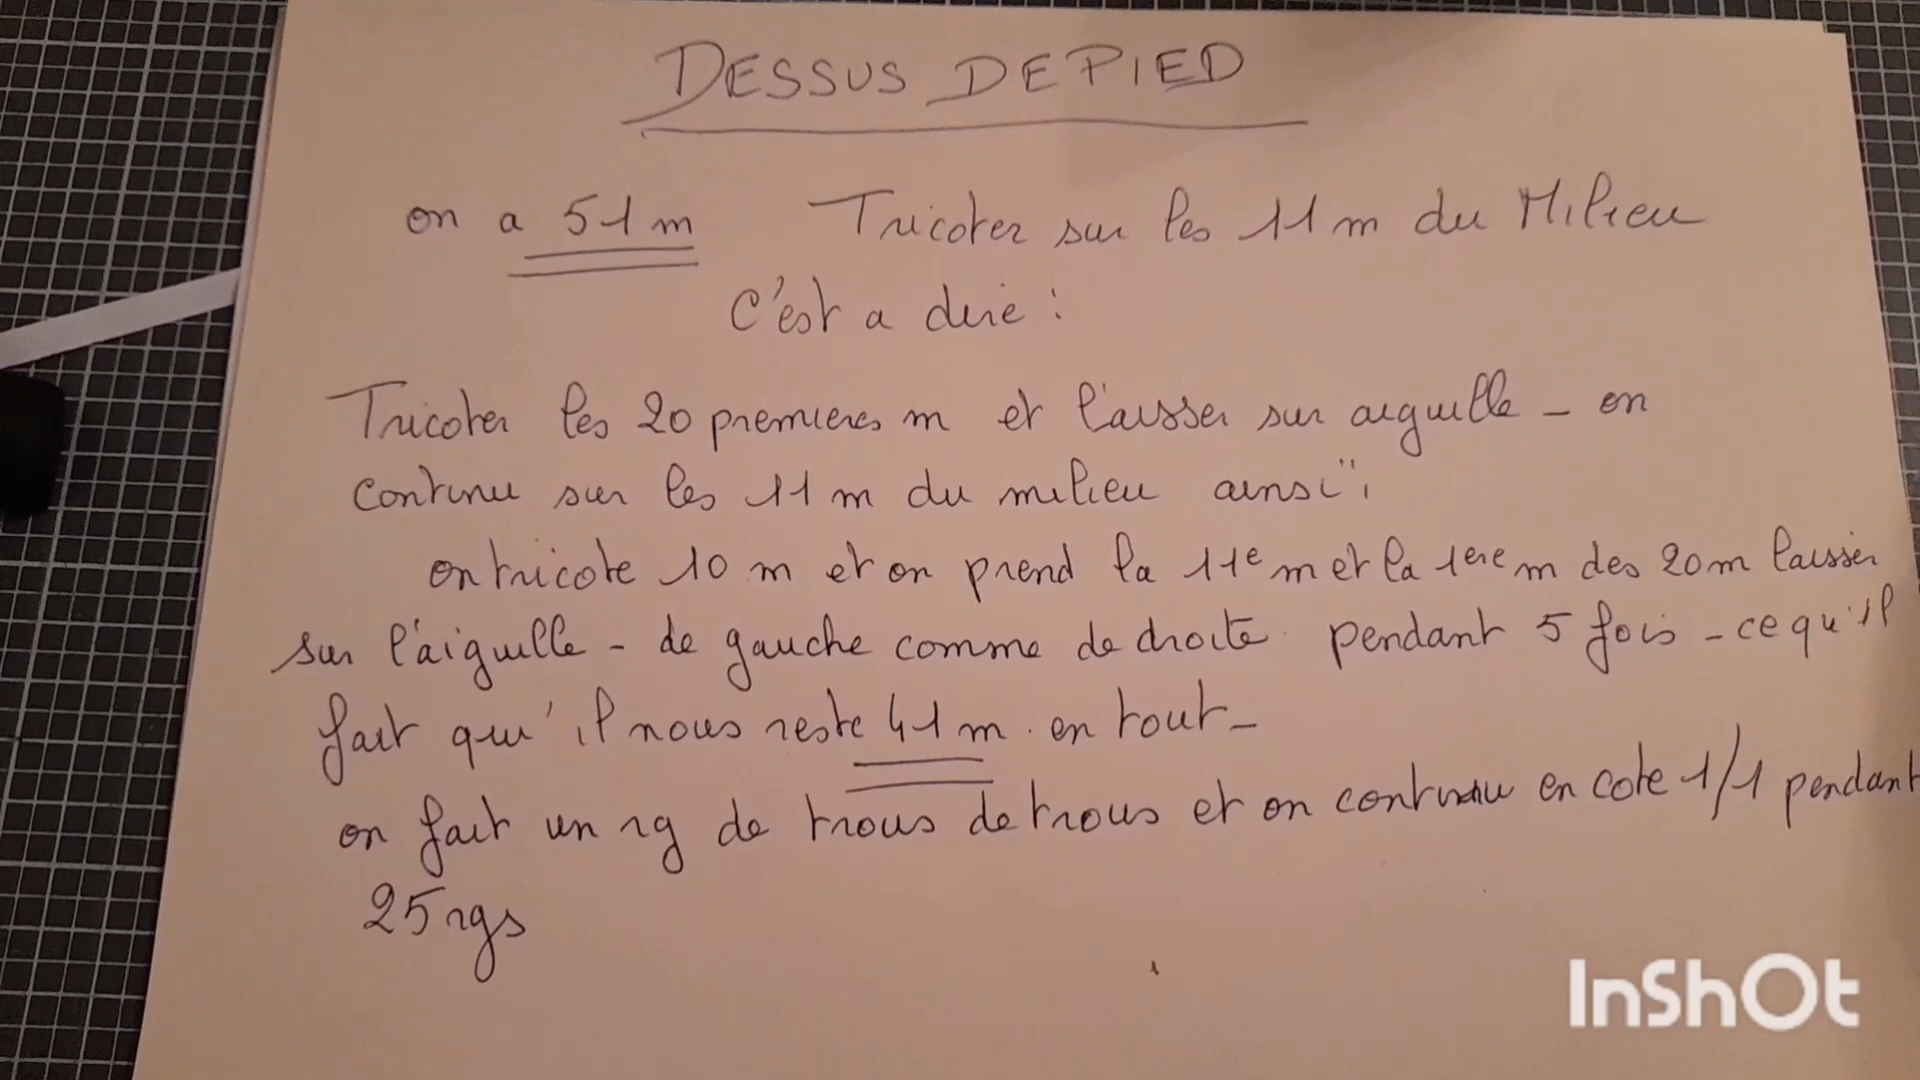 DESSUS DE PIED
on a 51 m Tricoter sur les 11 m du Milieu
C'est a dire :
Tricoter les 20 premieres m et laisser sur aiguille - on
continu sur les 11 m du milieu ainsi ;
on tricote 10 m et on prend la 11e m et la 1ere m des 20 m laisser
sur l'aiguille - de gauche comme de droite pendant 5 fois - ce qu'il
fait qu'il nous reste 41 m en tout -
on fait un rg de trous de trous et on continu en cote 1/1 pendant
25 rgs
InShOt